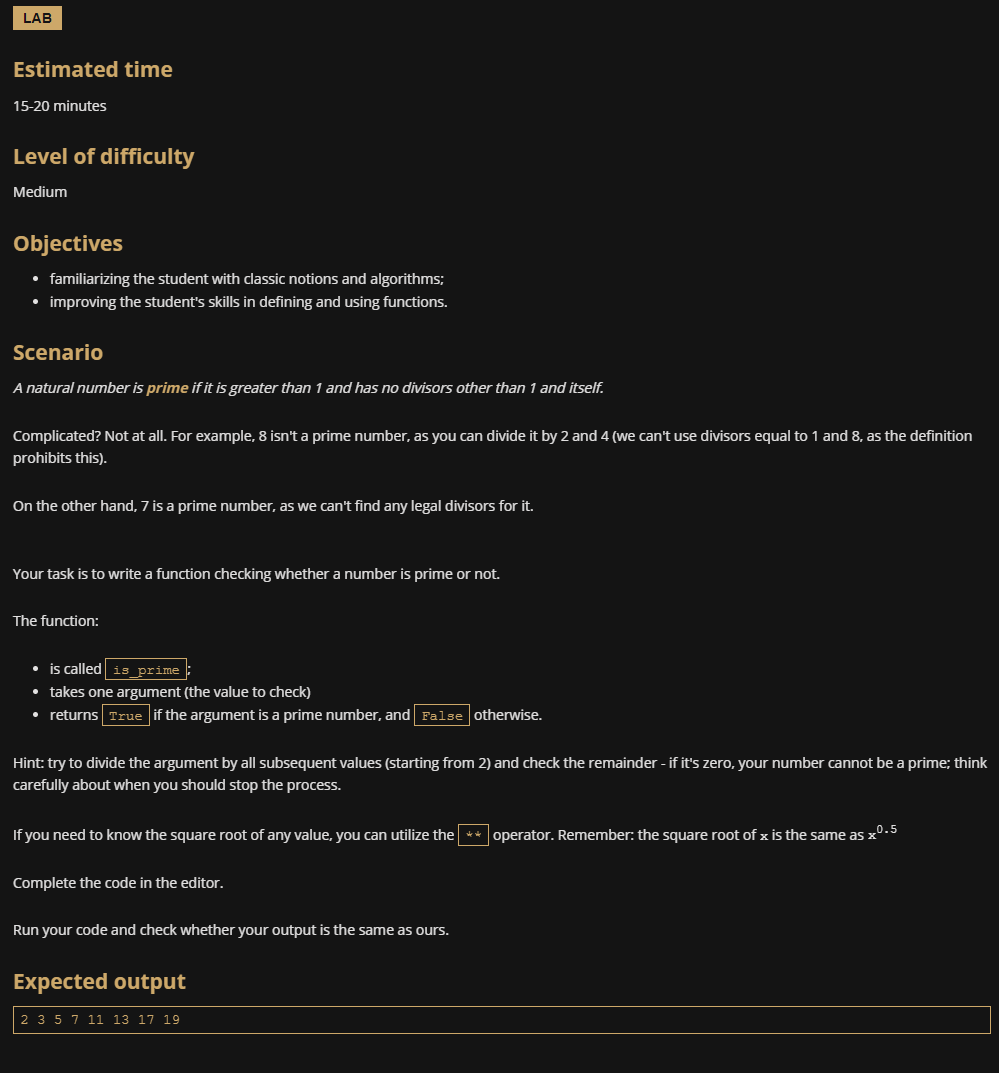 LAB
Estimated time
15-20 minutes
Level of difficulty
Medium
Objectives
• familiarizing the student with classic notions and algorithms;
• improving the student's skills in defining and using functions.
Scenario
A natural number is prime if it is greater than 1 and has no divisors other than 1 and itself.
Complicated? Not at all. For example, 8 isn't a prime number, as you can divide it by 2 and 4 (we can't use divisors equal to 1 and 8, as the definition
prohibits this).
On the other hand, 7 is a prime number, as we can't find any legal divisors for it.
Your task is to write a function checking whether a number is prime or not.
The function:
• is called is_prime;
• takes one argument (the value to check)
• returns True if the argument is a prime number, and False otherwise.
Hint: try to divide the argument by all subsequent values (starting from 2) and check the remainder - if it's zero, your number cannot be a prime; think
carefully about when you should stop the process.
If you need to know the square root of any value, you can utilize the ** operator. Remember: the square root of x is the same as x^0.5
Complete the code in the editor.
Run your code and check whether your output is the same as ours.
Expected output
2 3 5 7 11 13 17 19